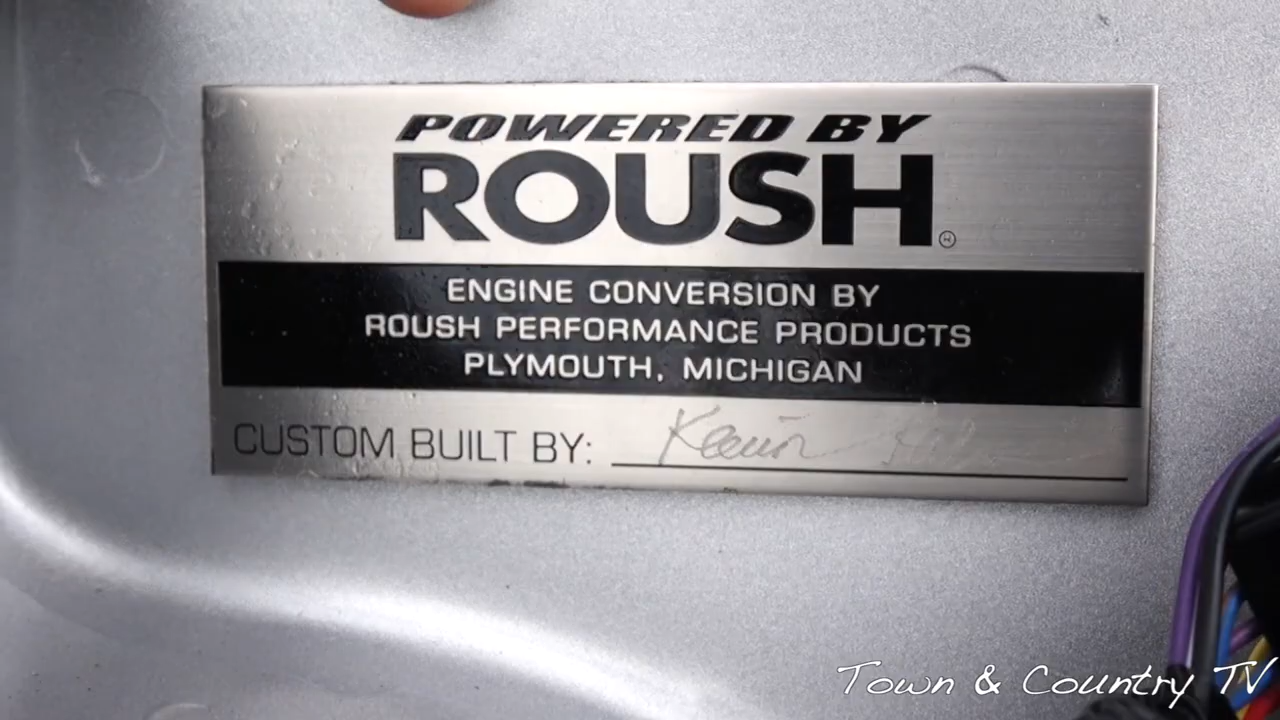 POWERED BY
ROUSH®
ENGINE CONVERSION BY
ROUSH PERFORMANCE PRODUCTS
PLYMOUTH, MICHIGAN
CUSTOM BUILT BY:
Town & Country TV